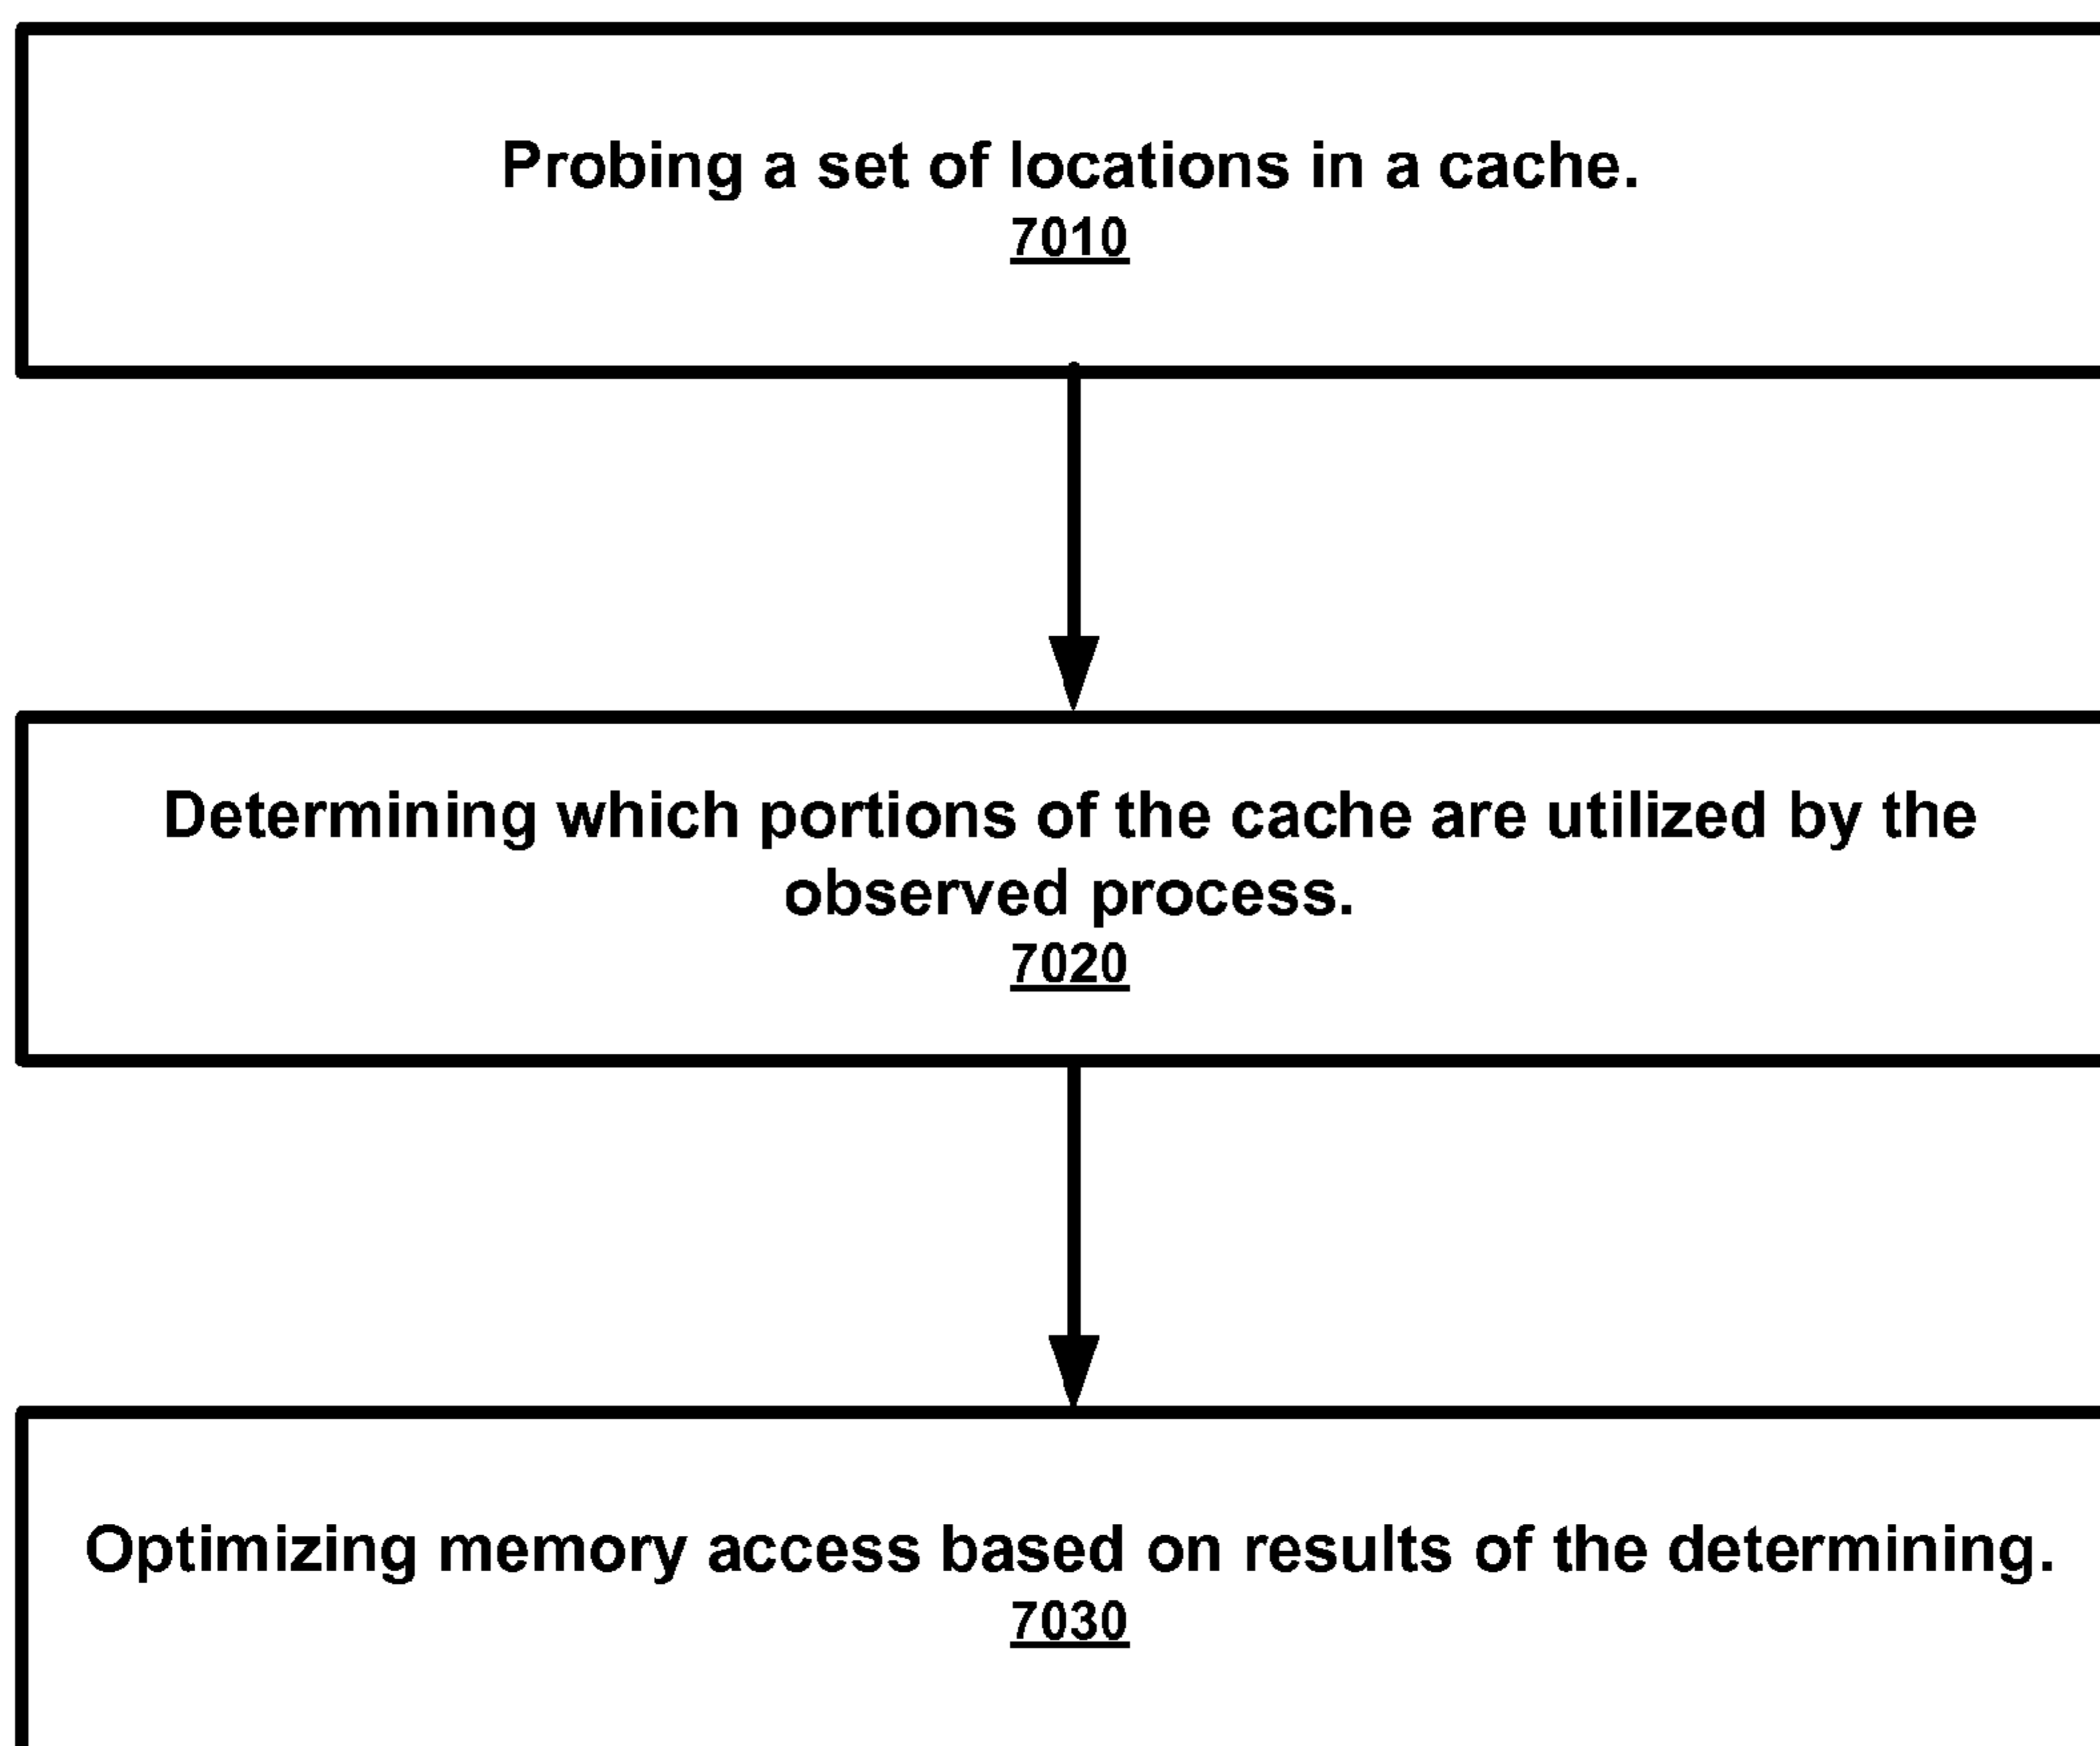 Probing a set of locations in a cache.
7010
Determining which portions of the cache are utilized by the
observed process.
7020
Optimizing memory access based on results of the determining.
7030